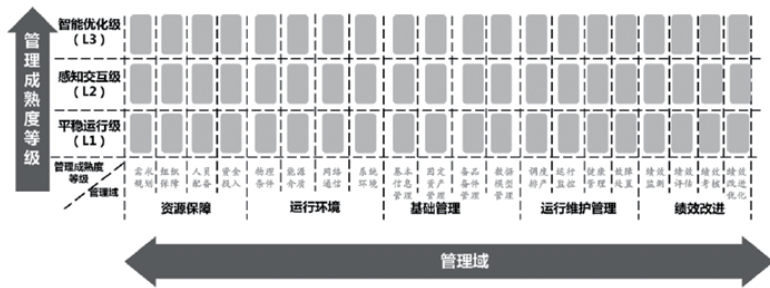 管理成熟度等级
智能优化级
（L3）
感知交互级
（L2）
平稳运行级
（L1）
管理成熟度
等级
管理域
需求规划
组织保障
人员配备
资金投入
物理条件
能源介质
网络通信
系统环境
基本信息管理
固定资产管理
备品备件管理
数据模型管理
调度排产
运行监控
健康管理
故障处置
绩效监测
绩效评估
绩效考核
绩效改进优化
资源保障
运行环境
基础管理
运行维护管理
绩效改进
管理域